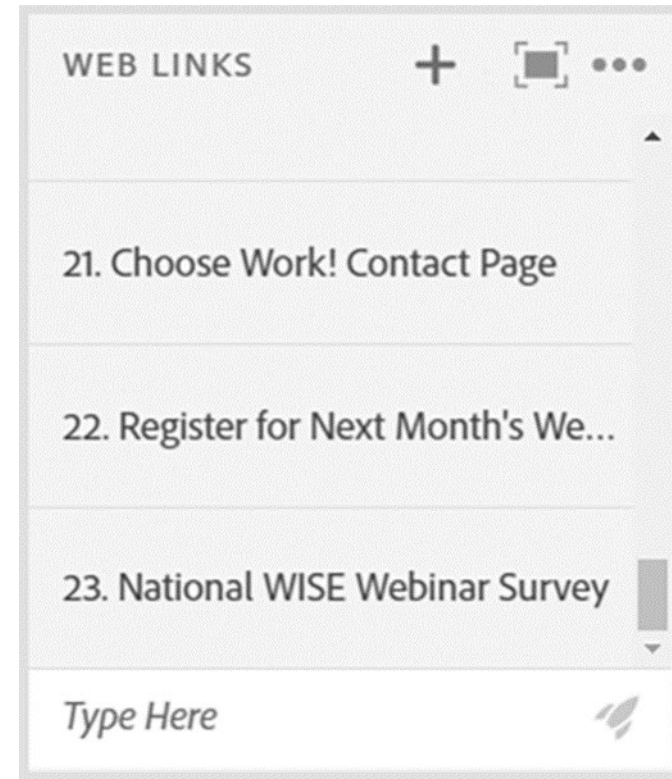 WEB LINKS
21. Choose Work! Contact Page
22. Register for Next Month's We...
23. National WISE Webinar Survey
Type Here